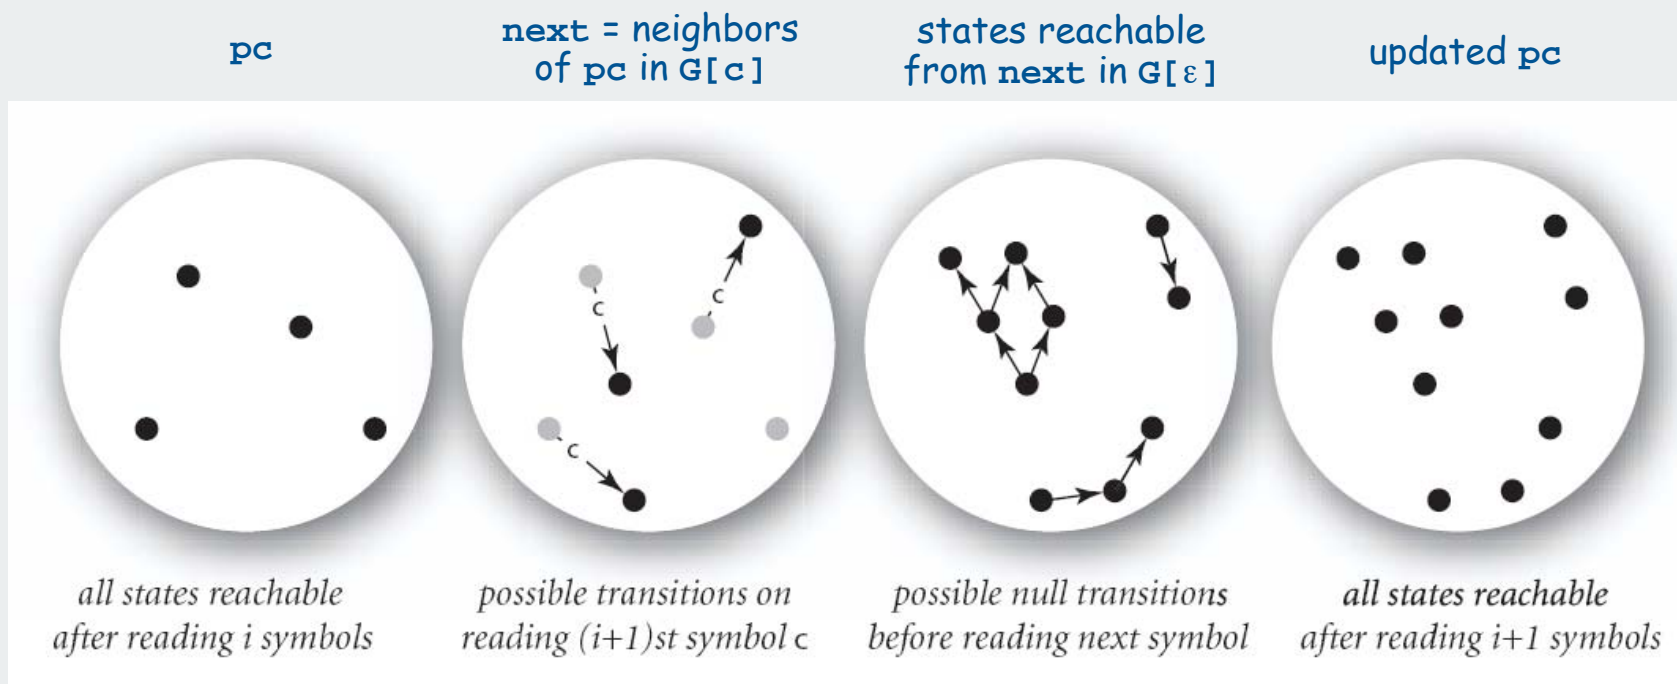 pc
next = neighbors
of pc in G[c]
states reachable
from next in G[ε]
updated pc
c
c
c
all states reachable
after reading i symbols
possible transitions on
reading (i+1)st symbol c
possible null transitions
before reading next symbol
all states reachable
after reading i+1 symbols